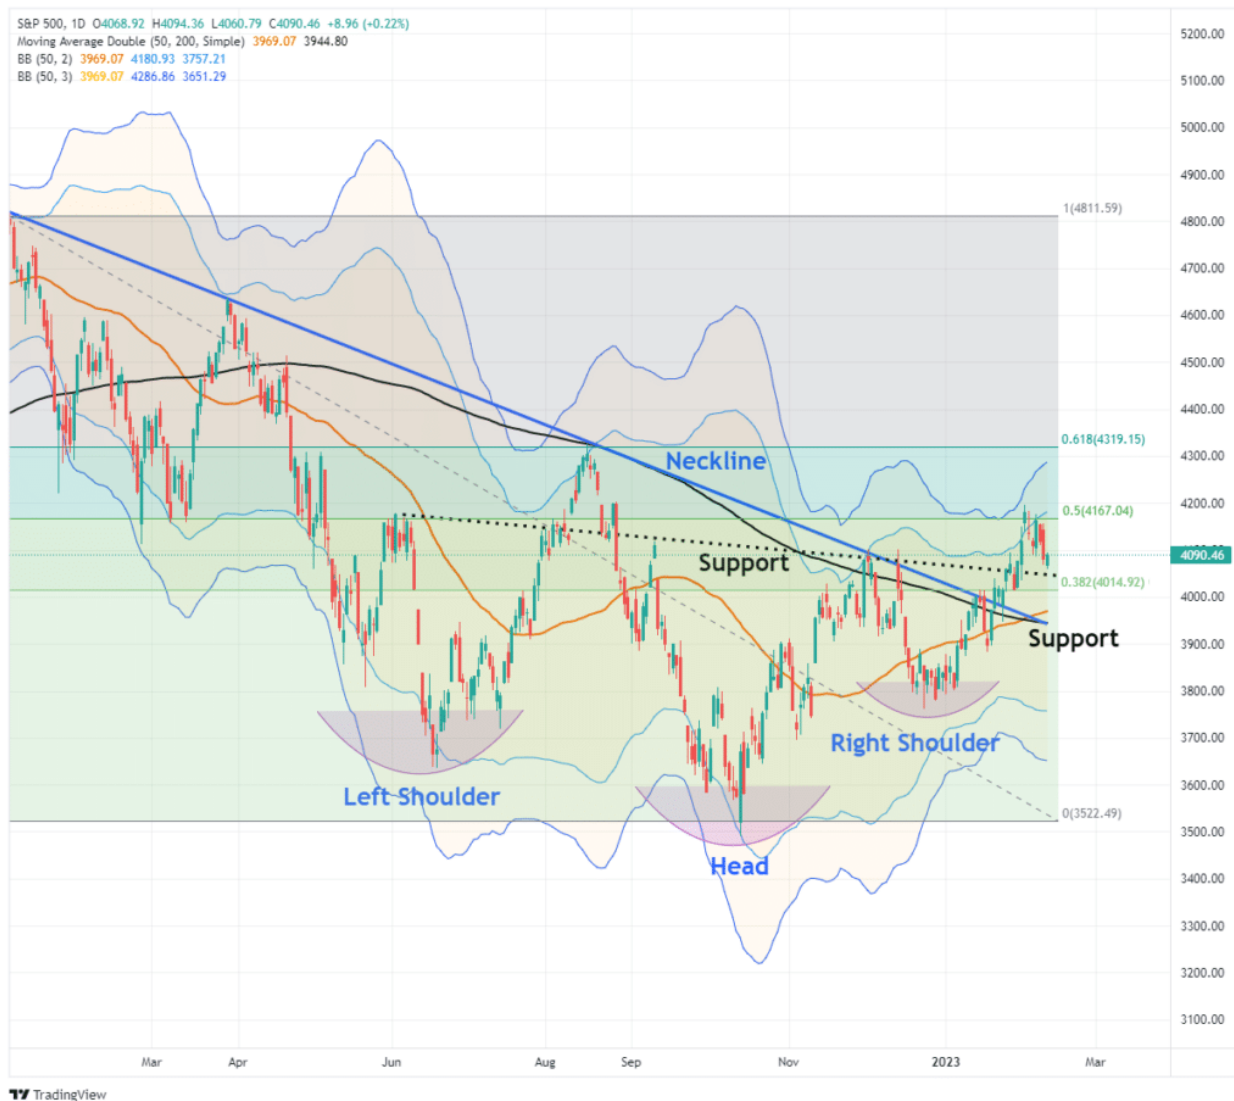 S&P 500, 1D O4068.92 H4094.36 L4060.79 C4090.46 +8.96 (+0.22%)
Moving Average Double (50, 200, Simple) 3969.07 3944.80
BB (50, 2) 3969.07 4180.93 3757.21
BB (50, 3) 3969.07 4286.86 3651.29
5200.00
5100.00
5000.00
4900.00
1(4811.59)
4800.00
4700.00
4600.00
4500.00
4400.00
0.618(4319.15)
4300.00
Neckline
4200.00
0.5(4167.04)
4090.46
Support
0.382(4014.92)
4000.00
Support
3900.00
3800.00
Right Shoulder
3700.00
Left Shoulder
3600.00
0(3522.49)
3500.00
Head
3400.00
3300.00
3200.00
3100.00
Mar Apr Jun Aug Sep Nov 2023 Mar
TradingView